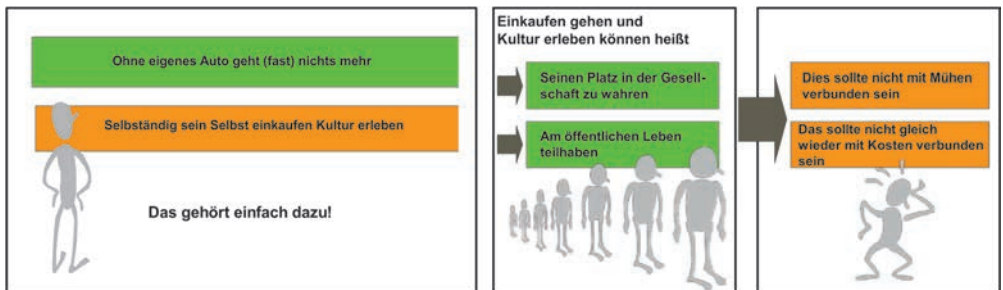 Ohne eigenes Auto geht (fast) nichts mehr
Selbständig sein Selbst einkaufen Kultur erleben
Das gehört einfach dazu!
Einkaufen gehen und
Kultur erleben können heißt
Seinen Platz in der Gesell-
schaft zu wahren
Am öffentlichen Leben
teilhaben
Dies sollte nicht mit Mühen
verbunden sein
Das sollte nicht gleich
wieder mit Kosten verbunden
sein